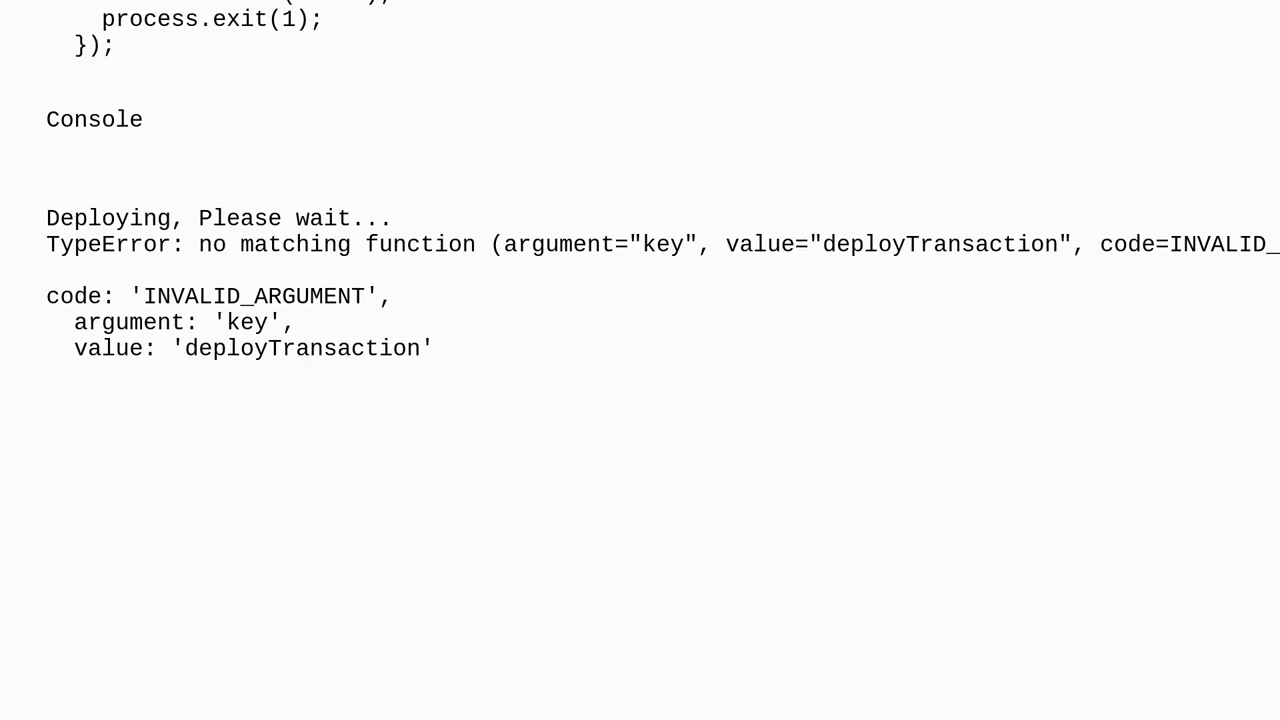 process.exit(1);
});
Console
Deploying, Please wait...
TypeError: no matching function (argument="key", value="deployTransaction", code=INVALID_
code: 'INVALID_ARGUMENT',
argument: 'key',
value: 'deployTransaction'